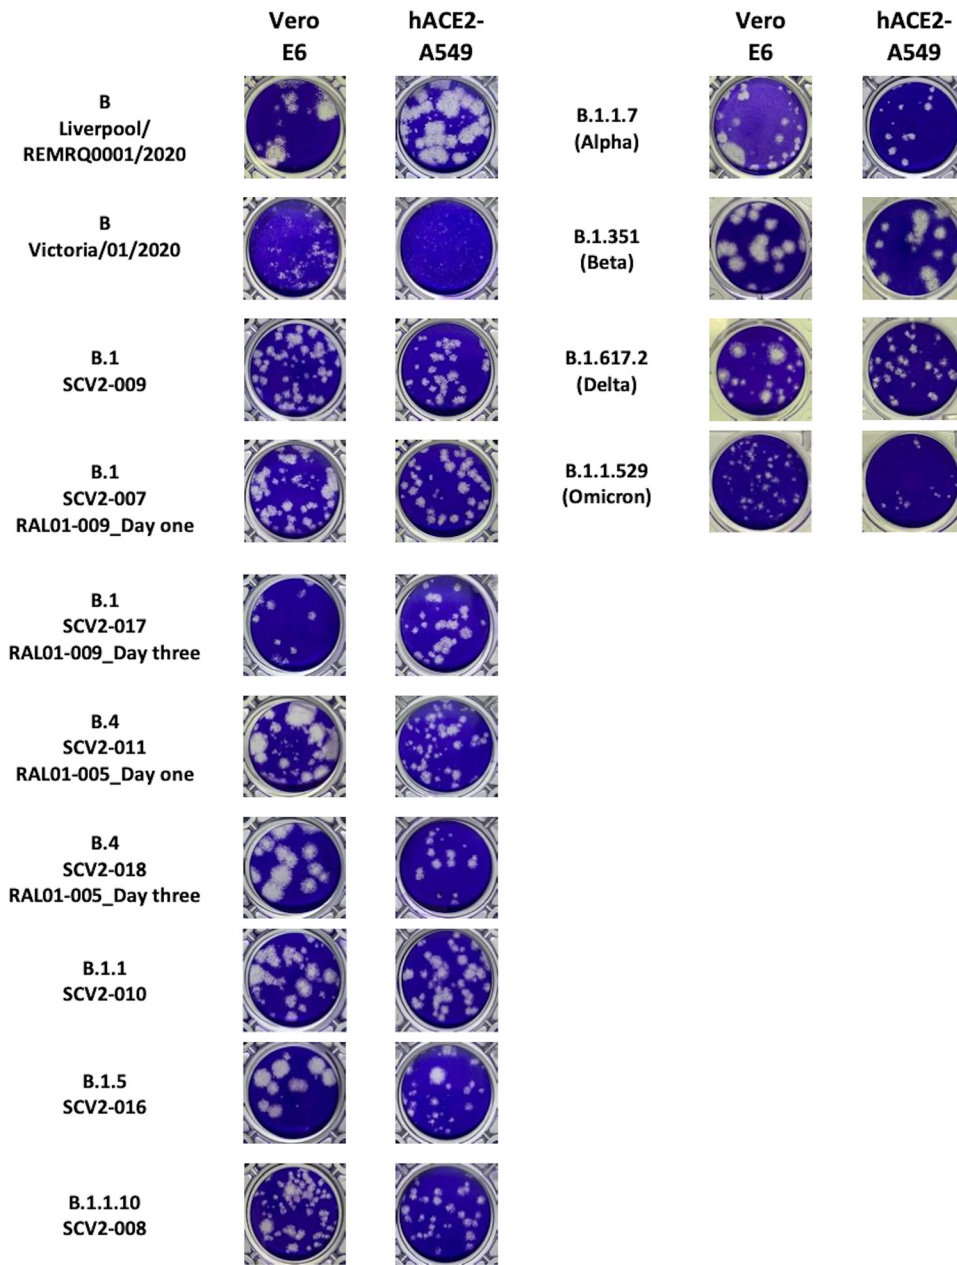 Vero
E6
hACE2-
A549
B
Liverpool/
REMRQ0001/2020
B
Victoria/01/2020
B.1
SCV2-009
B.1
SCV2-007
RAL01-009_Day one
B.1
SCV2-017
RAL01-009_Day three
B.4
SCV2-011
RAL01-005_Day one
B.4
SCV2-018
RAL01-005_Day three
B.1.1
SCV2-010
B.1.5
SCV2-016
B.1.1.10
SCV2-008
Vero
E6
hACE2-
A549
B.1.1.7
(Alpha)
B.1.351
(Beta)
B.1.617.2
(Delta)
B.1.1.529
(Omicron)